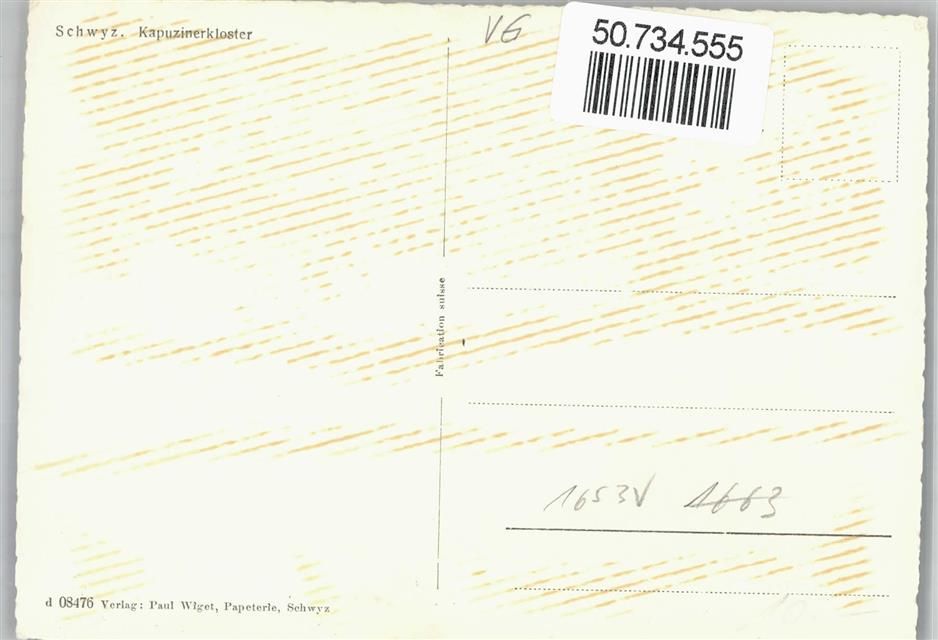 Schwyz. Kapuzinerkloster
VG
50.734.555
Fabrication suisse
1653V 1663
d 08476 Verlag: Paul Wiget, Papeterie, Schwyz